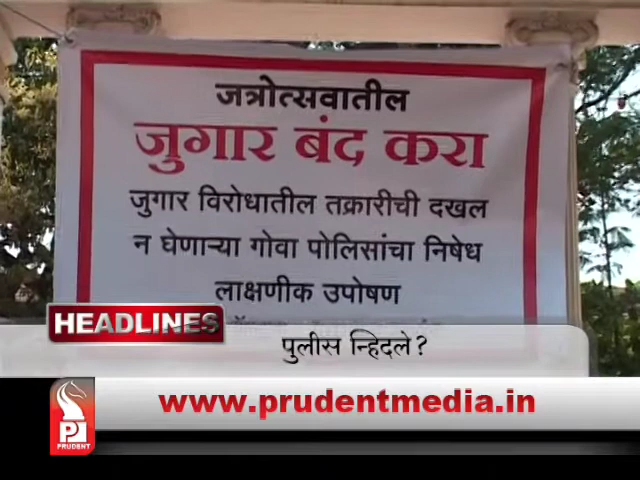 जत्रोत्सवातील
जुगार बंद करा
जुगार विरोधातील तक्रारीची दखल
न घेणाऱ्या गोवा पोलिसांचा निषेध
लाक्षणीक उपोषण
HEADLINES
पुलीस न्हिदले?
www.prudentmedia.in
PRUDENT